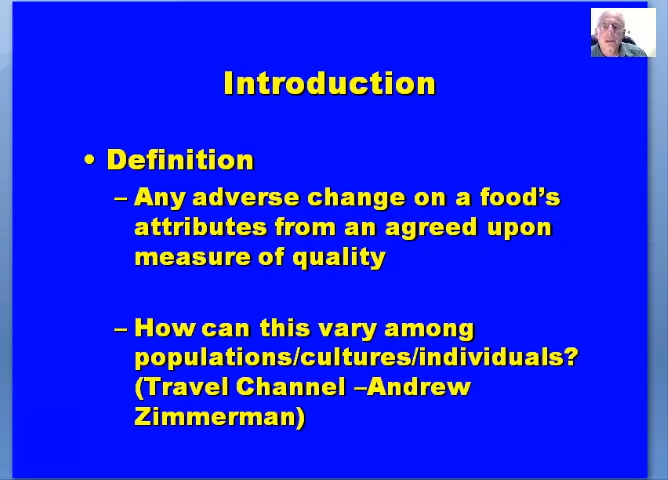 Introduction
• Definition
– Any adverse change on a food's
attributes from an agreed upon
measure of quality
– How can this vary among
populations/cultures/individuals?
(Travel Channel –Andrew
Zimmerman)